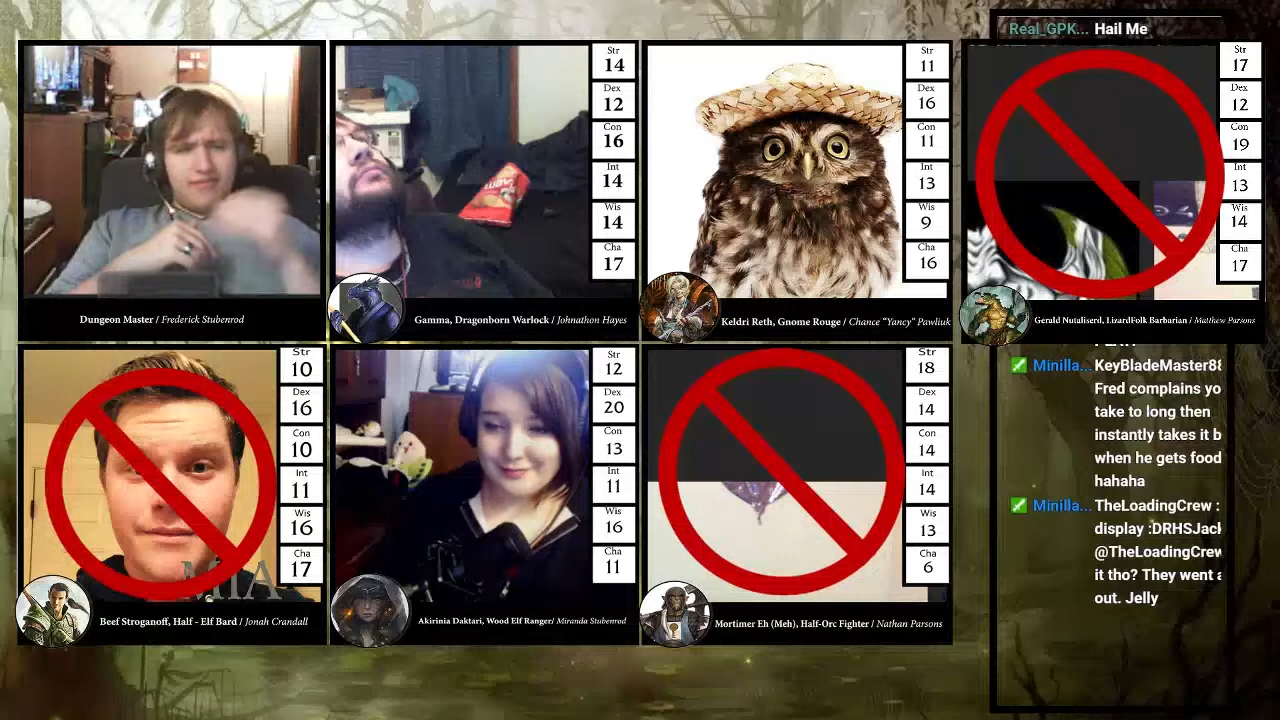 Real_GPK... Hail Me
Str
14
Dex
12
Con
16
Int
14
Wis
14
Cha
17
Str
11
Dex
16
Con
11
Int
13
Wis
9
Cha
16
Str
17
Dex
12
Con
19
Int
13
Wis
14
Cha
17
Dungeon Master / Frederick Stubenrod
Gamma, Dragonborn Warlock / Johnathon Hayes
Keldri Reth, Gnome Rouge / Chance "Yancy" Pawliuk
Gerald Nutaliserd, LizardFolk Barbarian / Matthew Parsons
Str
10
Dex
16
Con
10
Int
11
Wis
16
Cha
17
MIA
Str
12
Dex
20
Con
13
Int
11
Wis
16
Cha
11
Str
18
Dex
14
Con
14
Int
14
Wis
13
Cha
6
Beef Stroganoff, Half - Elf Bard / Jonah Crandall
Akirinia Daktari, Wood Elf Ranger/ Miranda Stubenrod
Mortimer Eh (Meh), Half-Orc Fighter / Nathan Parsons
Minilla... KeyBladeMaster88
Fred complains yo
take to long then
instantly takes it b
when he gets food
hahaha
Minilla... TheLoadingCrew :
display :DRHSJack
@TheLoadingCrew
it tho? They went a
out. Jelly